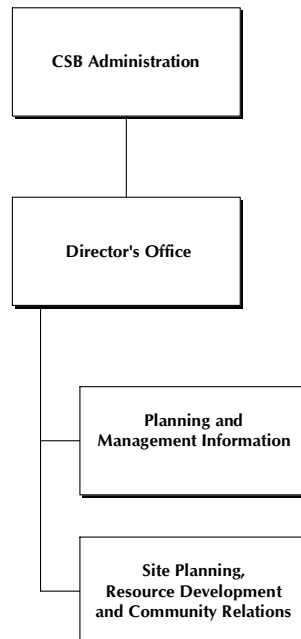 CSB Administration
Director's Office
Planning and
Management Information
Site Planning,
Resource Development
and Community Relations